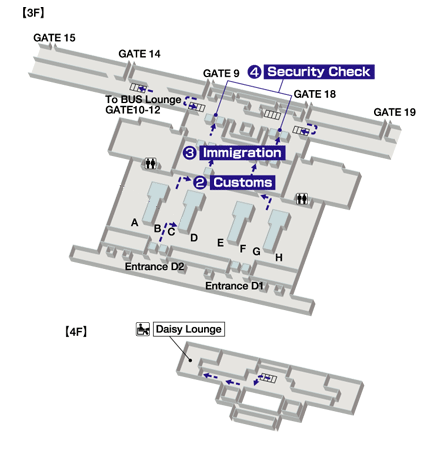 【3F】
GATE 15
GATE 14
GATE 9
④ Security Check
To BUS Lounge
GATE10-12
GATE 18
GATE 19
③ Immigration
② Customs
A
B
C
D
E
F
G
H
Entrance D2
Entrance D1
【4F】
Daisy Lounge